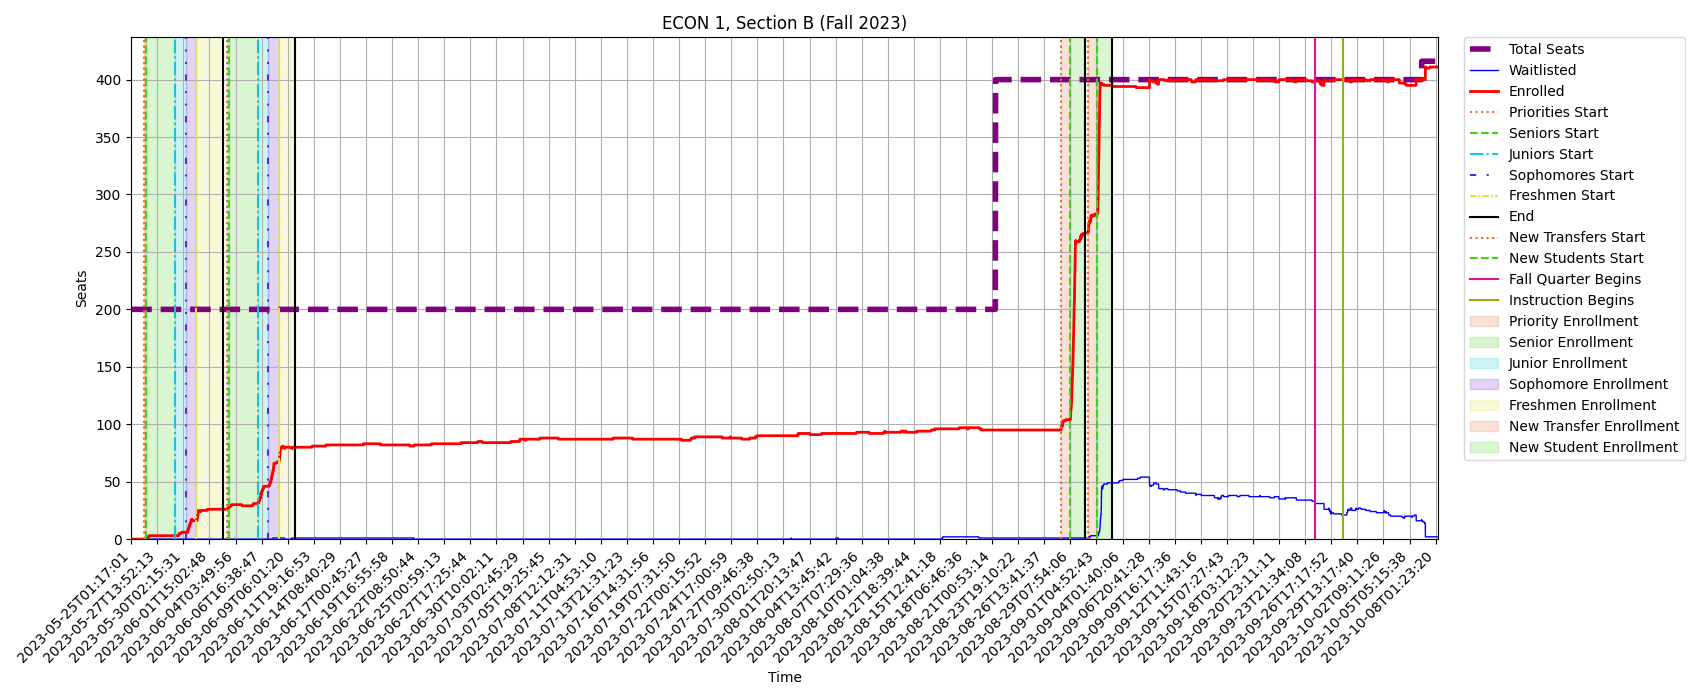 ECON 1, Section B (Fall 2023)
Seats
400
350
300
250
200
150
100
50
0
2023-05-25T01:17:01
2023-05-27T13:52:13
2023-05-30T02:15:31
2023-06-01T15:02:48
2023-06-04T03:49:56
2023-06-06T16:38:47
2023-06-09T06:01:20
2023-06-11T19:16:53
2023-06-14T08:40:29
2023-06-17T00:45:27
2023-06-19T16:55:58
2023-06-22T08:50:44
2023-06-25T00:59:13
2023-06-27T17:25:44
2023-06-30T10:02:11
2023-07-03T02:45:29
2023-07-05T19:25:45
2023-07-08T12:12:31
2023-07-11T04:53:10
2023-07-13T21:31:23
2023-07-16T14:31:56
2023-07-19T07:31:50
2023-07-22T00:15:52
2023-07-24T17:00:59
2023-07-27T09:46:38
2023-07-30T02:50:13
2023-08-01T20:13:47
2023-08-04T13:45:42
2023-08-07T07:29:36
2023-08-10T01:04:38
2023-08-12T18:39:44
2023-08-15T12:41:18
2023-08-18T06:46:36
2023-08-21T00:53:14
2023-08-23T19:10:22
2023-08-26T13:41:37
2023-08-29T07:54:06
2023-09-01T04:52:43
2023-09-04T01:40:06
2023-09-06T20:41:28
2023-09-09T16:17:36
2023-09-12T11:43:16
2023-09-15T07:27:43
2023-09-18T03:12:23
2023-09-20T23:11:11
2023-09-23T21:34:08
2023-09-26T17:17:52
2023-09-29T13:17:40
2023-10-02T09:11:26
2023-10-05T05:15:38
2023-10-08T01:23:20
Time
Total Seats
Waitlisted
Enrolled
Priorities Start
Seniors Start
Juniors Start
Sophomores Start
Freshmen Start
End
New Transfers Start
New Students Start
Fall Quarter Begins
Instruction Begins
Priority Enrollment
Senior Enrollment
Junior Enrollment
Sophomore Enrollment
Freshmen Enrollment
New Transfer Enrollment
New Student Enrollment